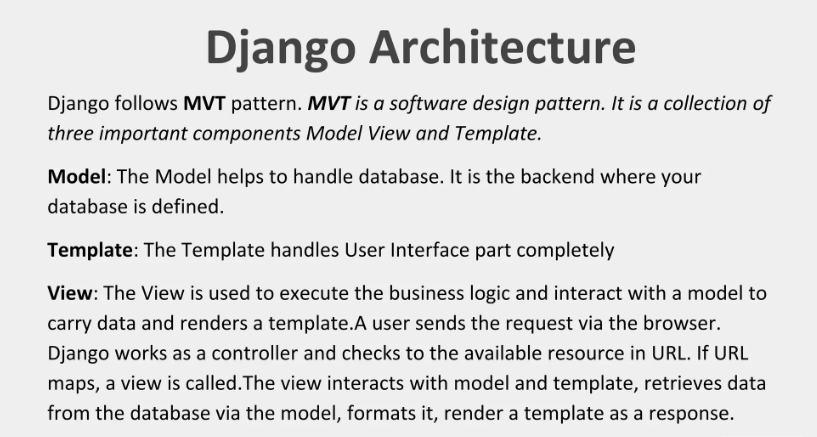 Django Architecture
Django follows MVT pattern. MVT is a software design pattern. It is a collection of
three important components Model View and Template.
Model: The Model helps to handle database. It is the backend where your
database is defined.
Template: The Template handles User Interface part completely
View: The View is used to execute the business logic and interact with a model to
carry data and renders a template.A user sends the request via the browser.
Django works as a controller and checks to the available resource in URL. If URL
maps, a view is called.The view interacts with model and template, retrieves data
from the database via the model, formats it, render a template as a response.